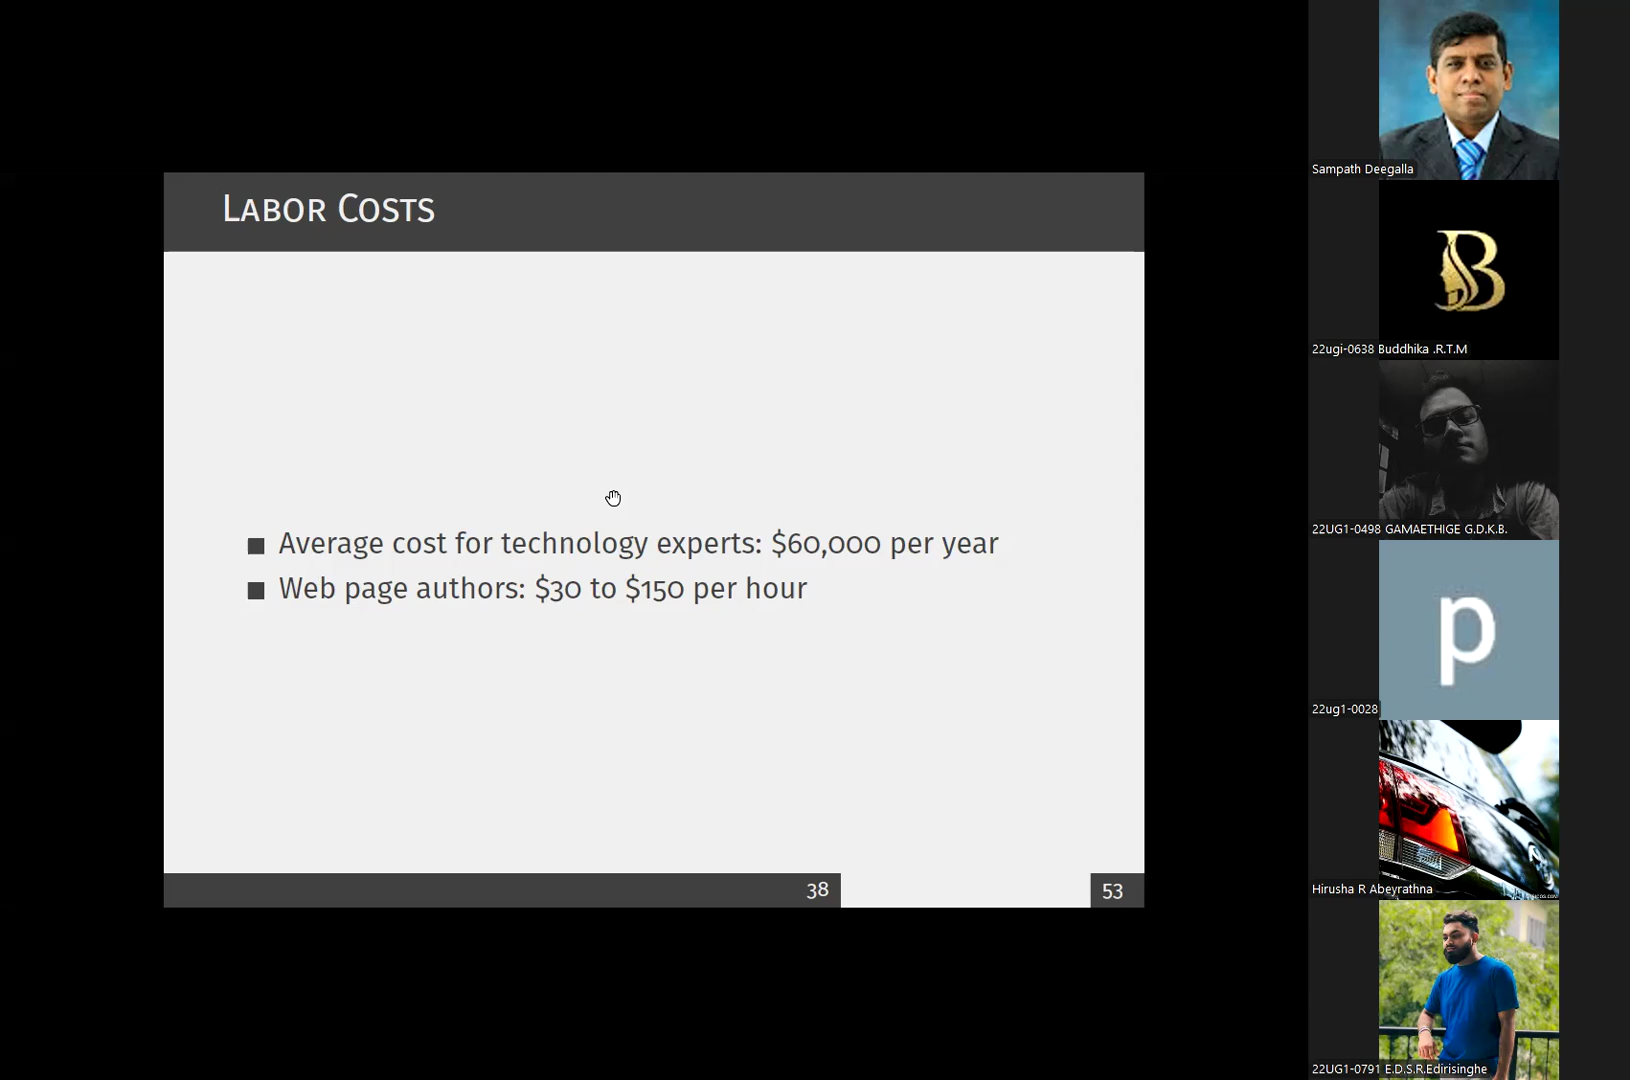 LABOR COSTS
■ Average cost for technology experts: $60,000 per year
■ Web page authors: $30 to $150 per hour
38
53
Sampath Deegalla
B
22ugi-0638 Buddhika .R.T.M
22UG1-0498 GAMAETHIGE G.D.K.B.
p
22ug1-0028
Hirusha R Abeyrathna
22UG1-0791 E.D.S.R.Edirisinghe